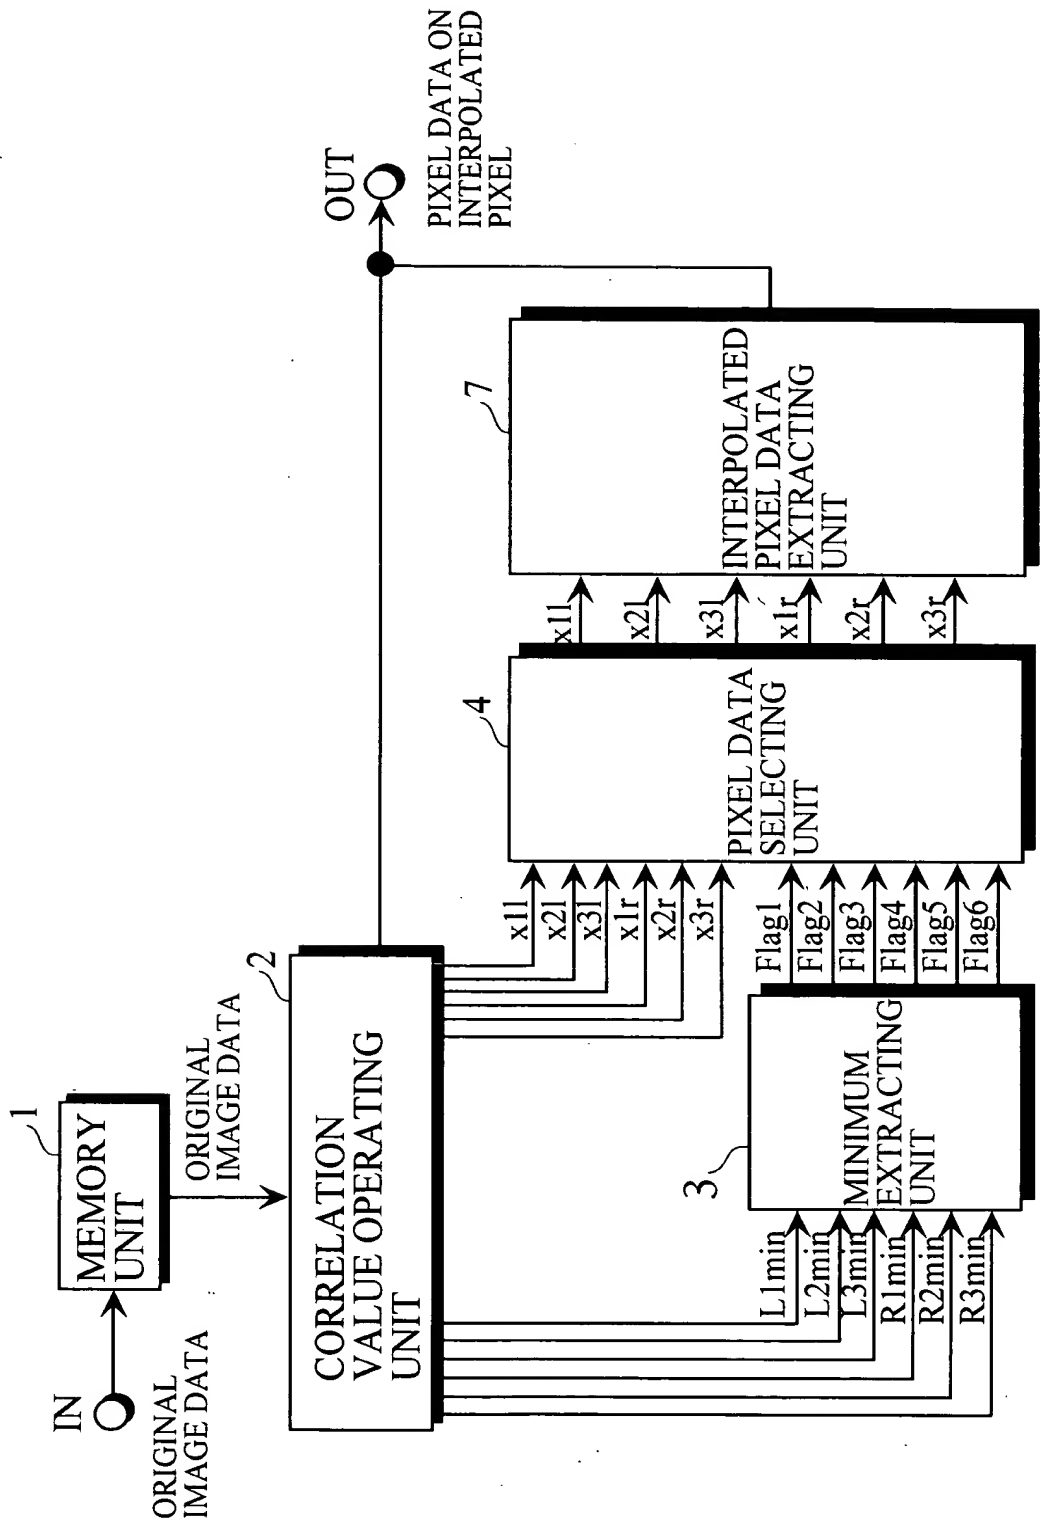 IN
ORIGINAL
IMAGE DATA
1
MEMORY
UNIT
ORIGINAL
IMAGE DATA
2
CORRELATION
VALUE OPERATING
UNIT
L1min
L2min
L3min
R1min
R2min
R3min
3
MINIMUM
EXTRACTING
UNIT
x1l
x2l
x3l
x1r
x2r
x3r
Flag1
Flag2
Flag3
Flag4
Flag5
Flag6
4
PIXEL DATA
SELECTING
UNIT
x1l
x2l
x3l
x1r
x2r
x3r
7
INTERPOLATED
PIXEL DATA
EXTRACTING
UNIT
OUT
PIXEL DATA ON
INTERPOLATED
PIXEL